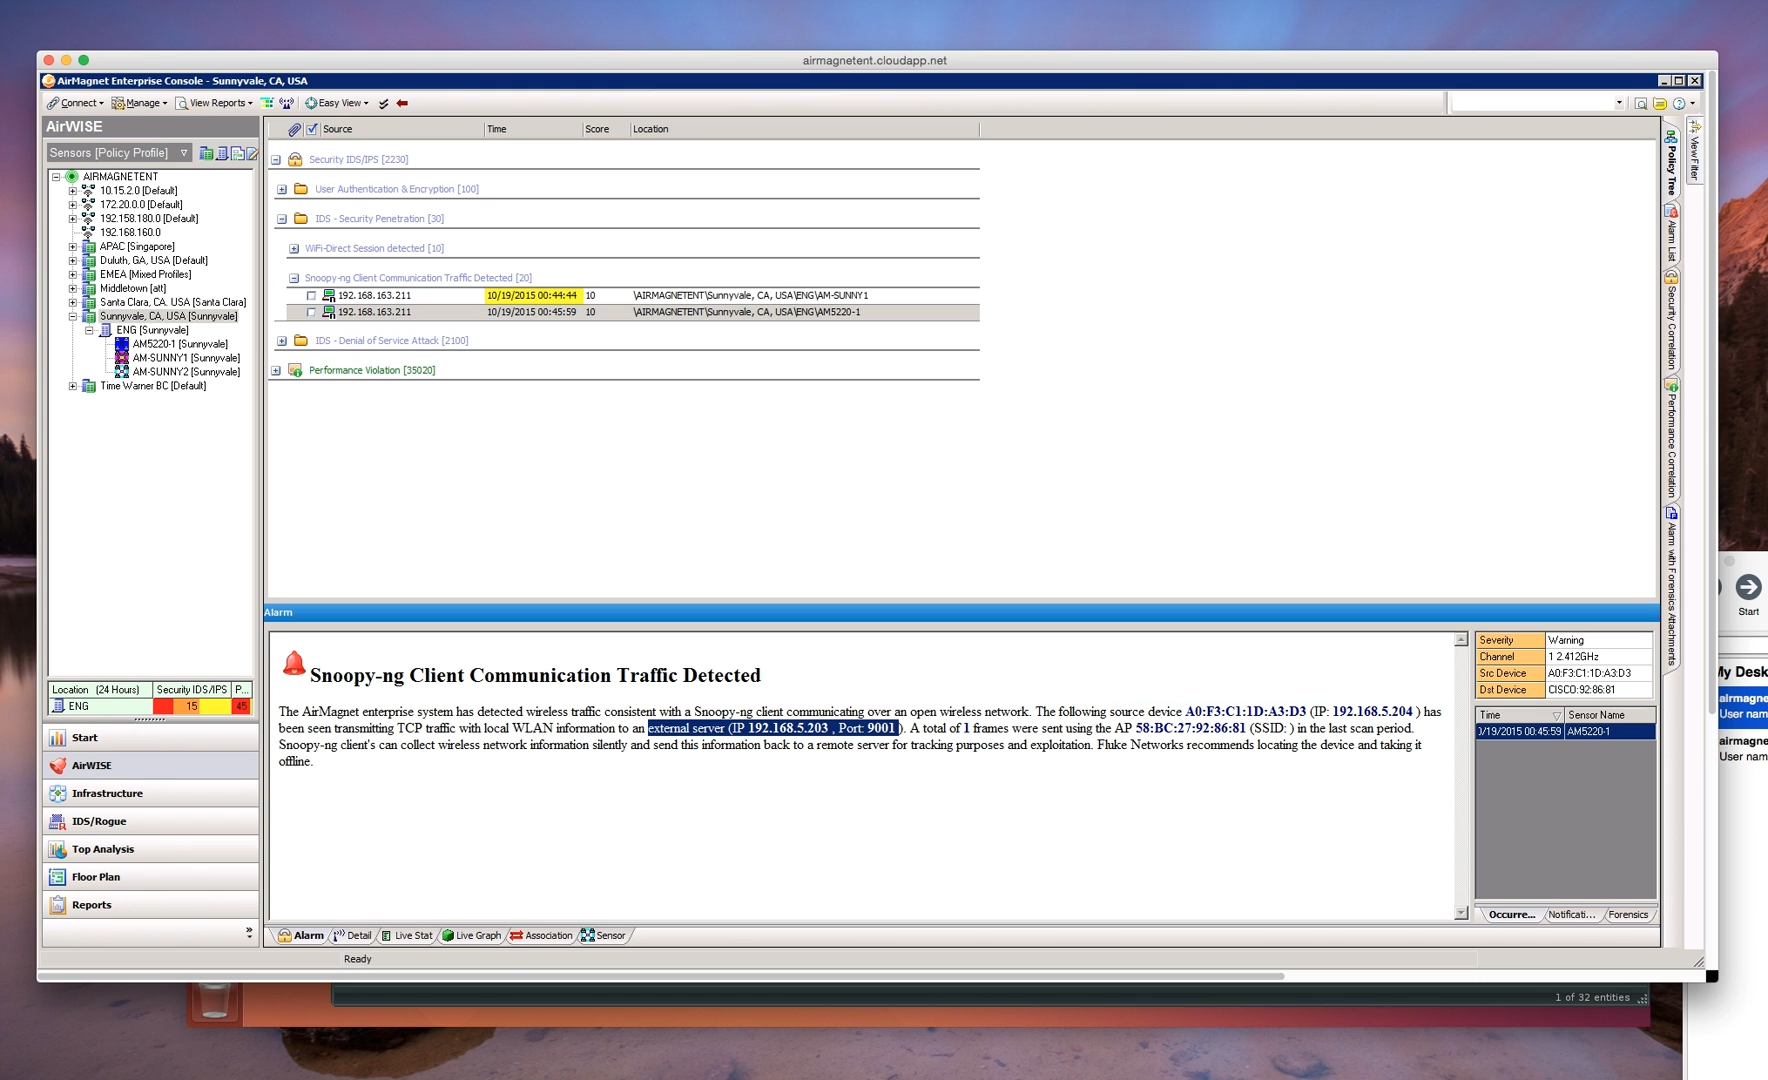 airmagnetent.cloudapp.net
AirMagnet Enterprise Console - Sunnyvale, CA, USA
Connect Manage View Reports Easy View
AirWISE
Sensors [Policy Profile]
AIRMAGNETENT
10.15.2.0 [Default]
172.20.0.0 [Default]
192.158.180.0 [Default]
192.168.160.0
APAC [Singapore]
Duluth, GA, USA [Default]
EMEA [Mixed Profiles]
Middletown [att]
Santa Clara, CA. USA [Santa Clara]
Sunnyvale, CA, USA [Sunnyvale]
ENG [Sunnyvale]
AM5220-1 [Sunnyvale]
AM-SUNNY1 [Sunnyvale]
AM-SUNNY2 [Sunnyvale]
Time Warner BC [Default]
Location (24 Hours) Security IDS/IPS P...
ENG 15 45
Start
AirWISE
Infrastructure
IDS/Rogue
Top Analysis
Floor Plan
Reports
»
Source Time Score Location
Security IDS/IPS [2230]
User Authentication & Encryption [100]
IDS - Security Penetration [30]
WiFi-Direct Session detected [10]
Snoopy-ng Client Communication Traffic Detected [20]
192.168.163.211 10/19/2015 00:44:44 10 \AIRMAGNETENT\Sunnyvale, CA, USA\ENG\AM-SUNNY1
192.168.163.211 10/19/2015 00:45:59 10 \AIRMAGNETENT\Sunnyvale, CA, USA\ENG\AM5220-1
IDS - Denial of Service Attack [2100]
Performance Violation [35020]
Alarm
Snoopy-ng Client Communication Traffic Detected
The AirMagnet enterprise system has detected wireless traffic consistent with a Snoopy-ng client communicating over an open wireless network. The following source device A0:F3:C1:1D:A3:D3 (IP: 192.168.5.204 ) has
been seen transmitting TCP traffic with local WLAN information to an external server (IP 192.168.5.203 , Port: 9001 ). A total of 1 frames were sent using the AP 58:BC:27:92:86:81 (SSID: ) in the last scan period.
Snoopy-ng client's can collect wireless network information silently and send this information back to a remote server for tracking purposes and exploitation. Fluke Networks recommends locating the device and taking it
offline.
Severity Warning
Channel 1 2.412GHz
Src Device A0:F3:C1:1D:A3:D3
Dst Device CISCO:92:86:81
Time Sensor Name
/19/2015 00:45:59 AM5220-1
Occurre... Notificati... Forensics
Alarm Detail Live Stat Live Graph Association Sensor
Ready
Policy Tree
Alarm List
Security Correlation
Performance Correlation
Alarm with Forensics Attachments
View Filter
Start
My Desk
airmagne
User nam
airmagne
User nam
1 of 32 entities